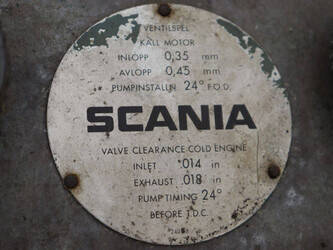 VENTILSPEL
KALL MOTOR
INLOPP 0,35 mm
AVLOPP 0,45 mm
PUMPINSTÄLLN 24° F.Ö.D.
SCANIA
VALVE CLEARANCE COLD ENGINE
INLET .014 in
EXHAUST .018 in
PUMP TIMING 24°
BEFORE T.D.C.